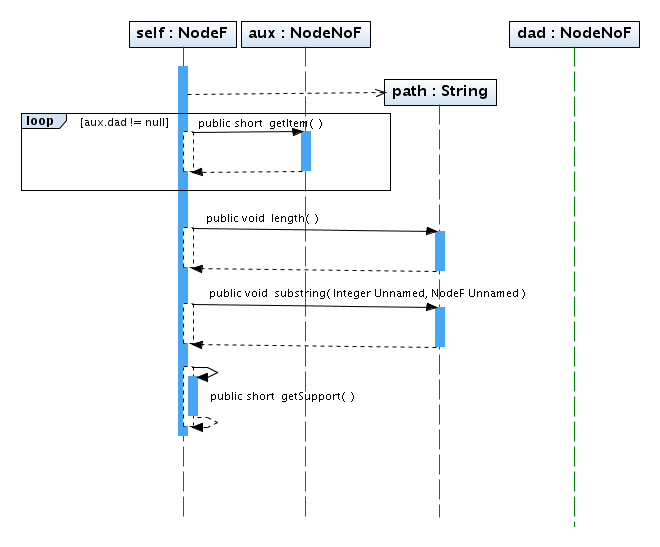 self : NodeF
aux : NodeNoF
dad : NodeNoF
path : String
loop
[aux.dad != null]
public short  getItem( )
public void  length( )
public void  substring( Integer Unnamed, NodeF Unnamed )
public short  getSupport( )